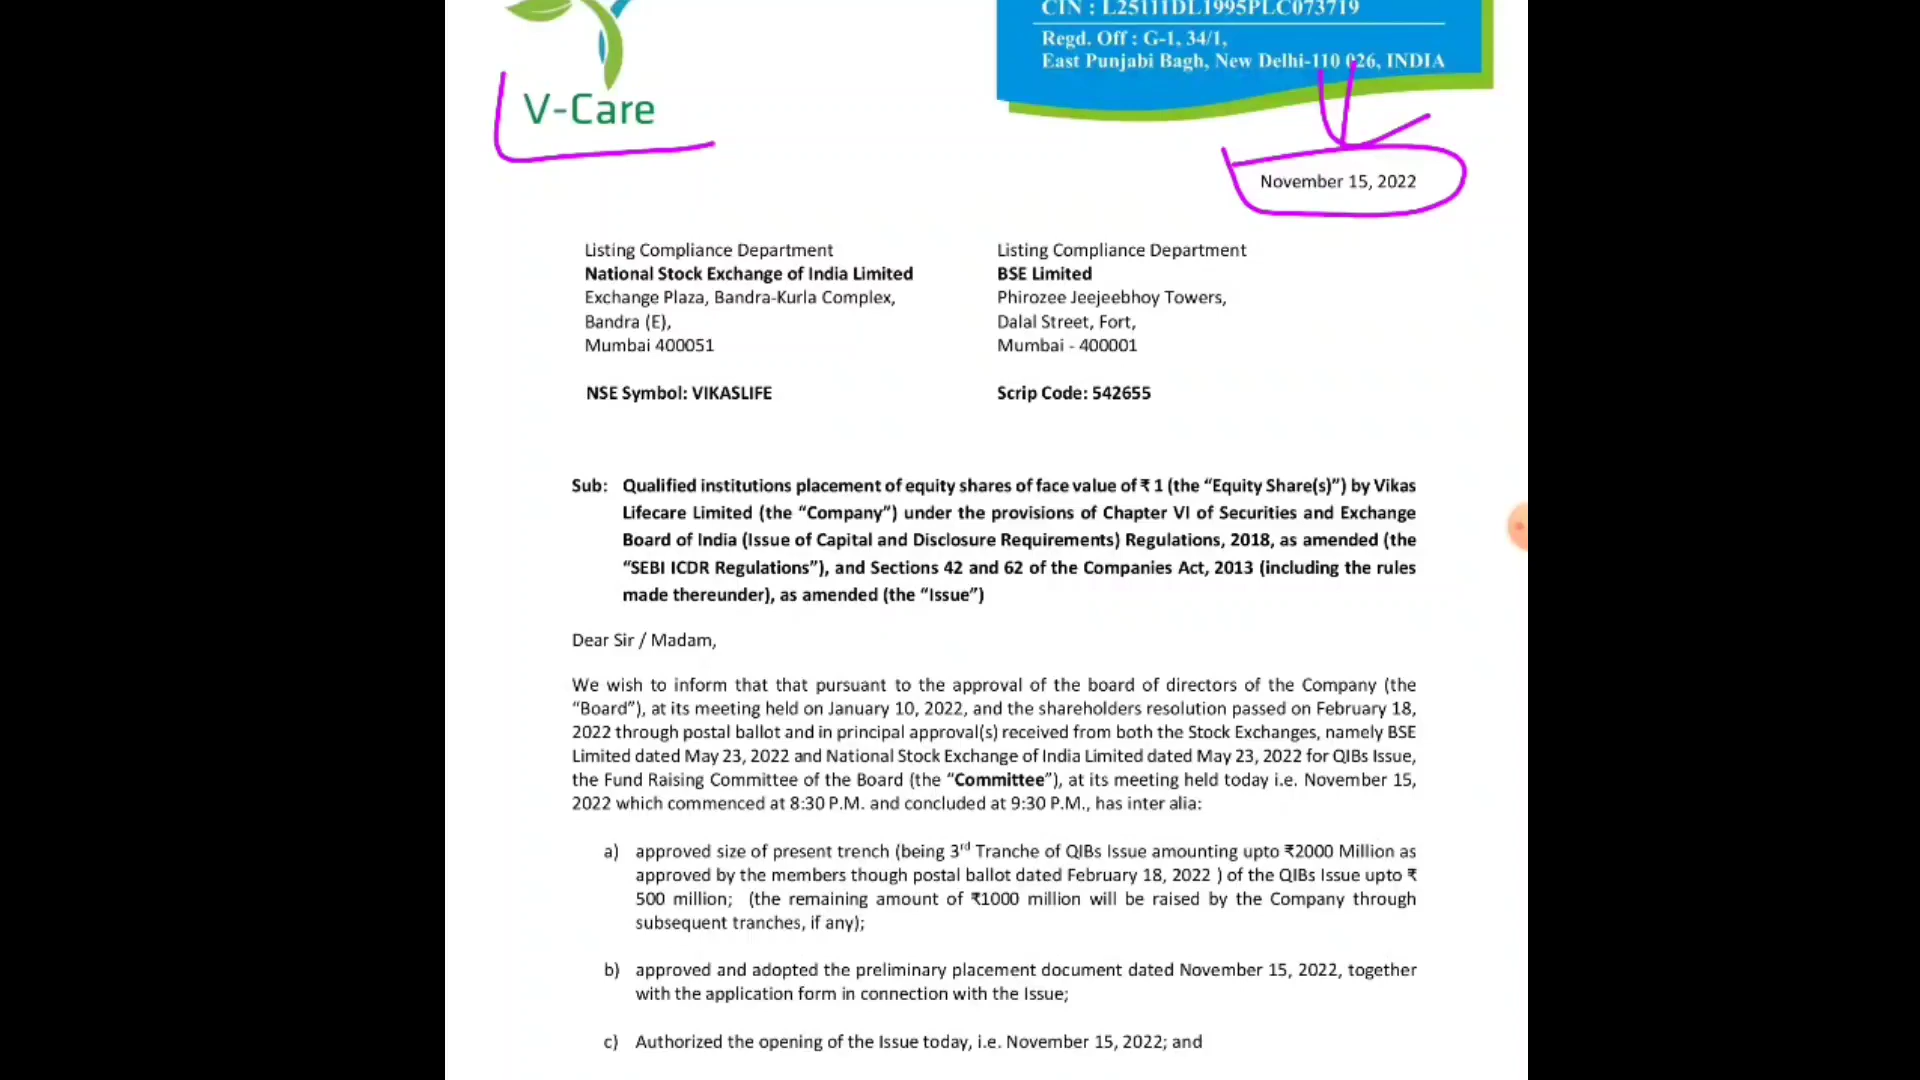 CIN : L25111DL1995PLC073719
Regd. Off : G-1, 34/1,
East Punjabi Bagh, New Delhi-110 026, INDIA
V-Care
November 15, 2022
Listing Compliance Department
National Stock Exchange of India Limited
Exchange Plaza, Bandra-Kurla Complex,
Bandra (E),
Mumbai 400051
NSE Symbol: VIKASLIFE
Listing Compliance Department
BSE Limited
Phirozee Jeejeebhoy Towers,
Dalal Street, Fort,
Mumbai - 400001
Scrip Code: 542655
Sub: Qualified institutions placement of equity shares of face value of ₹ 1 (the “Equity Share(s)”) by Vikas
Lifecare Limited (the “Company”) under the provisions of Chapter VI of Securities and Exchange
Board of India (Issue of Capital and Disclosure Requirements) Regulations, 2018, as amended (the
“SEBI ICDR Regulations”), and Sections 42 and 62 of the Companies Act, 2013 (including the rules
made thereunder), as amended (the “Issue”)
Dear Sir / Madam,
We wish to inform that that pursuant to the approval of the board of directors of the Company (the
“Board”), at its meeting held on January 10, 2022, and the shareholders resolution passed on February 18,
2022 through postal ballot and in principal approval(s) received from both the Stock Exchanges, namely BSE
Limited dated May 23, 2022 and National Stock Exchange of India Limited dated May 23, 2022 for QIBs Issue,
the Fund Raising Committee of the Board (the “Committee”), at its meeting held today i.e. November 15,
2022 which commenced at 8:30 P.M. and concluded at 9:30 P.M., has inter alia:
a) approved size of present trench (being 3rd Tranche of QIBs Issue amounting upto ₹2000 Million as
approved by the members though postal ballot dated February 18, 2022 ) of the QIBs Issue upto ₹
500 million; (the remaining amount of ₹1000 million will be raised by the Company through
subsequent tranches, if any);
b) approved and adopted the preliminary placement document dated November 15, 2022, together
with the application form in connection with the Issue;
c) Authorized the opening of the Issue today, i.e. November 15, 2022; and